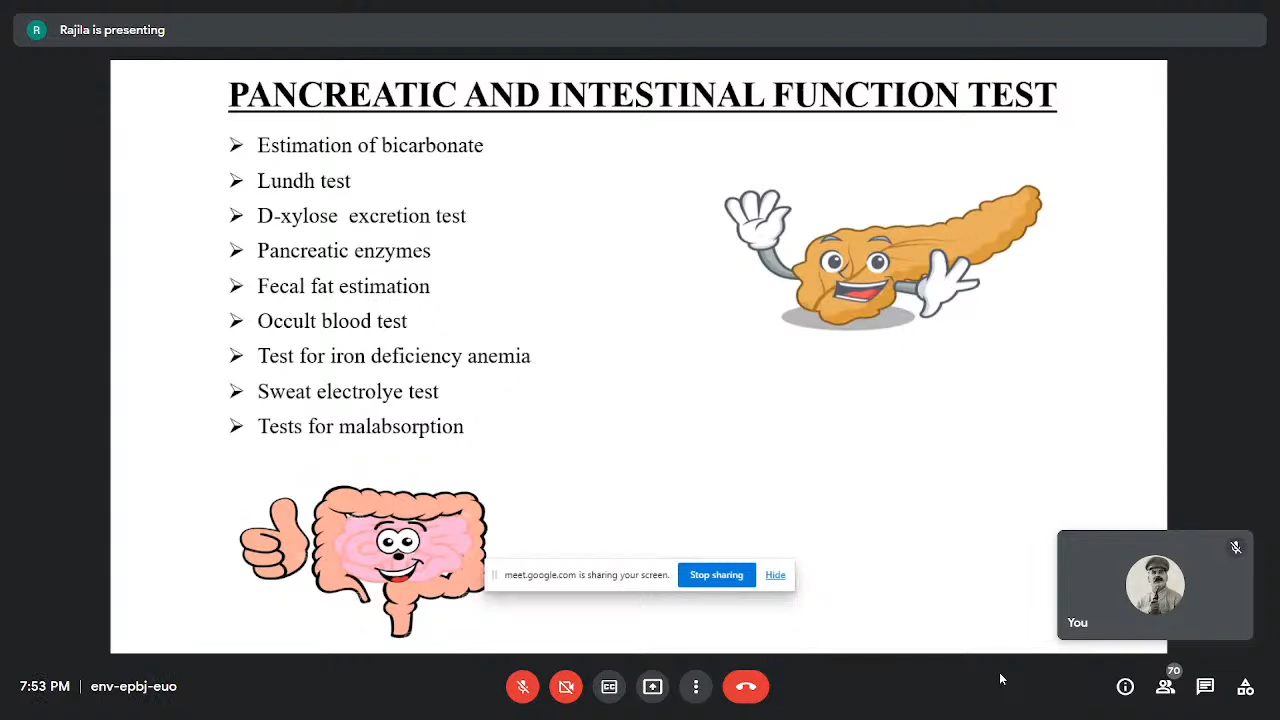 R Rajila is presenting
PANCREATIC AND INTESTINAL FUNCTION TEST
Estimation of bicarbonate
Lundh test
D-xylose excretion test
Pancreatic enzymes
Fecal fat estimation
Occult blood test
Test for iron deficiency anemia
Sweat electrolye test
Tests for malabsorption
meet.google.com is sharing your screen. Stop sharing Hide
You
7:53 PM | env-epbj-euo
CC
70